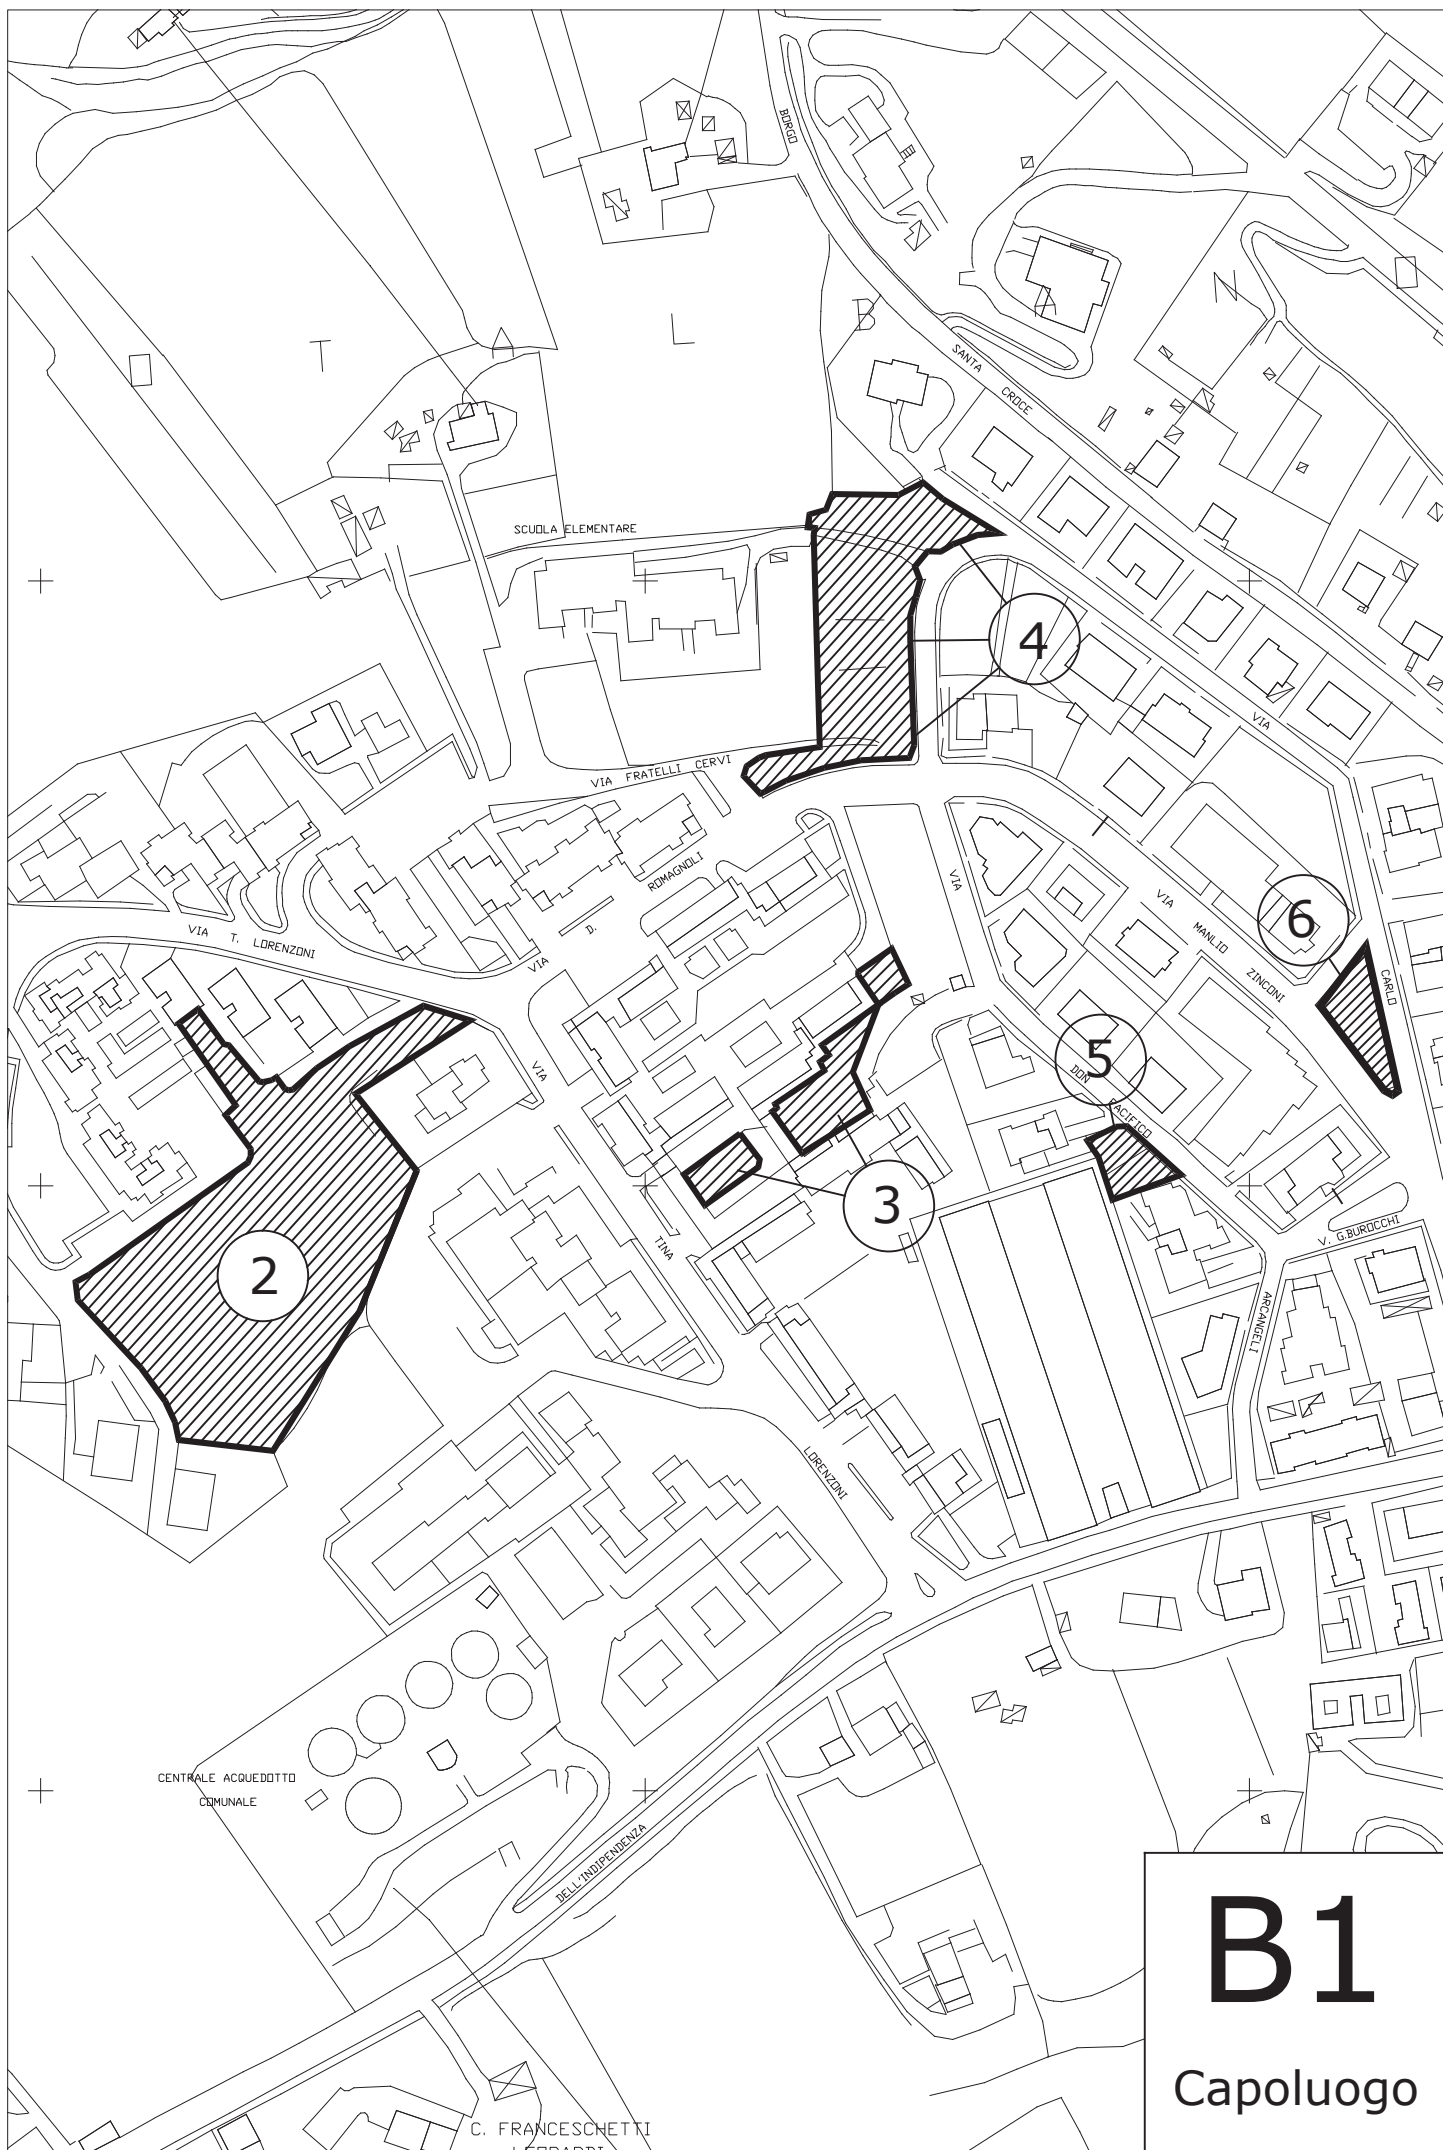 BORGO
SANTA CROCE
T
A
L
B
A
N
SCUOLA ELEMENTARE
4
VIA
VIA FRATELLI CERVI
ROMAGNOLI
D.
VIA
VIA
VIA
MANLIO
ZINCONI
6
CARLO
VIA T. LORENZONI
VIA
TINA
LORENZONI
5
DON
PACIFICO
ARCANGELI
V. G.BUROCCHI
3
2
CENTRALE ACQUEDOTTO
COMUNALE
DELL'INDIPENDENZA
C. FRANCESCHETTI
B1
Capoluogo